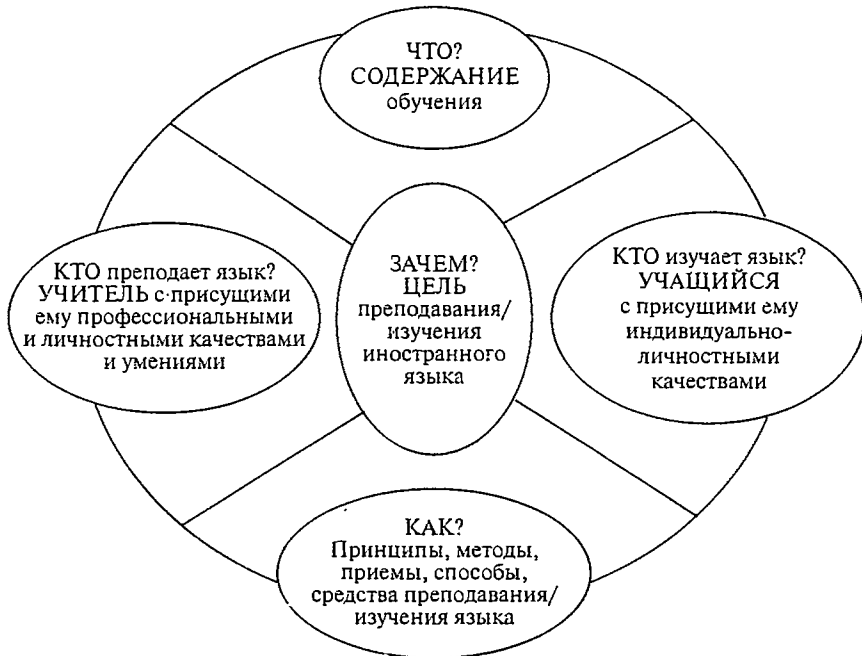 ЧТО?
СОДЕРЖАНИЕ
обучения
КТО преподает язык?
УЧИТЕЛЬ с присущими
ему профессиональными
и личностными качествами
и умениями
ЗАЧЕМ?
ЦЕЛЬ
преподавания/
изучения
иностранного
языка
КТО изучает язык?
УЧАЩИЙСЯ
с присущими ему
индивидуально-
личностными
качествами
КАК?
Принципы, методы,
приемы, способы,
средства преподавания/
изучения языка